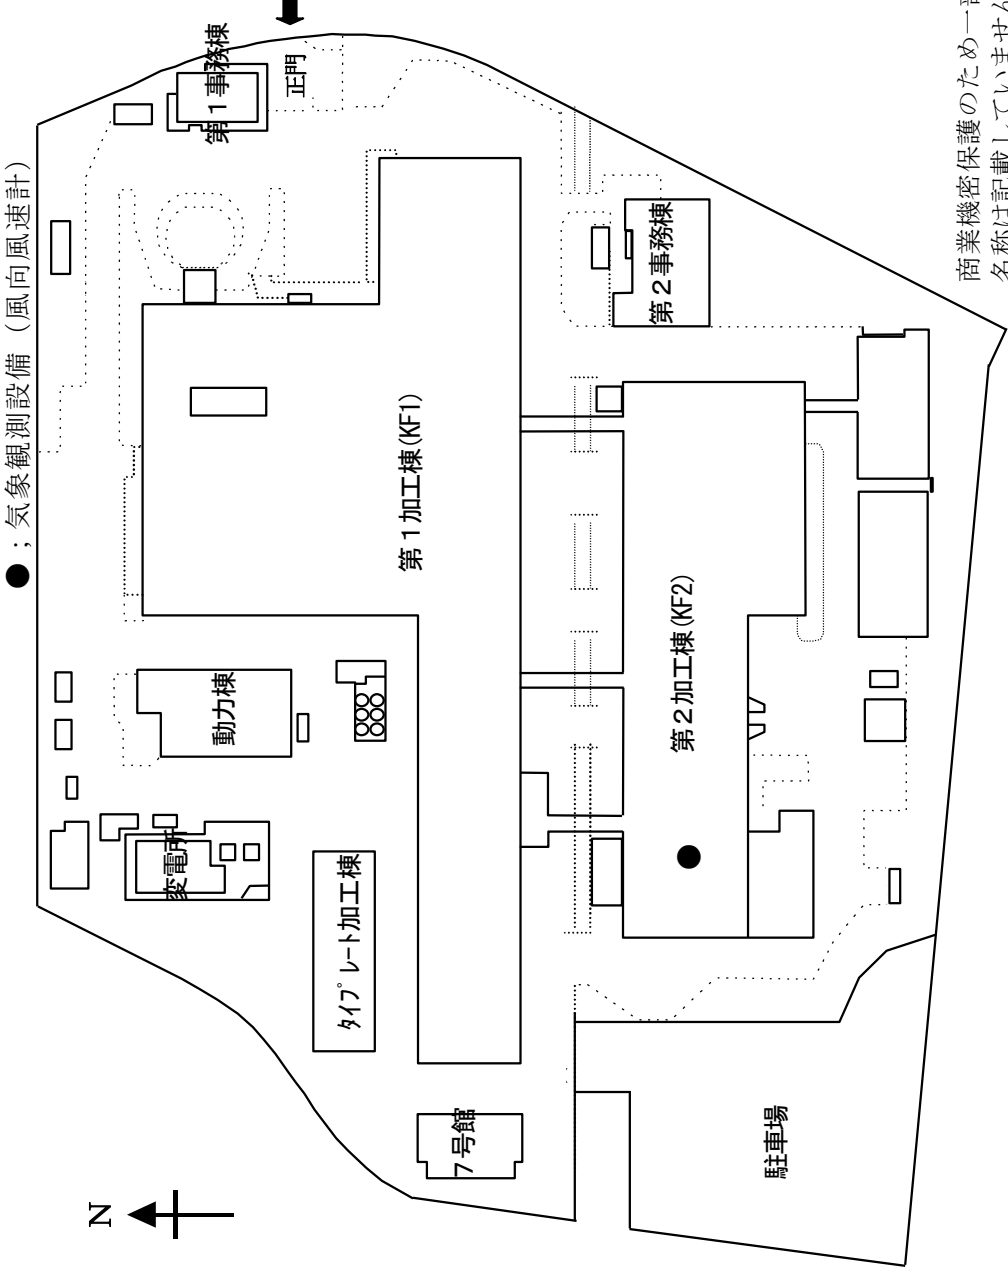 ●；気象観測設備（風向風速計）
第１事務棟
正門
第２事務棟
第１加工棟(KF1)
第２加工棟(KF2)
動力棟
変電所
ﾀｲﾌﾟﾚｰﾄ加工棟
７号館
駐車場
N
商業機密保護のため一部
名称は記載していません